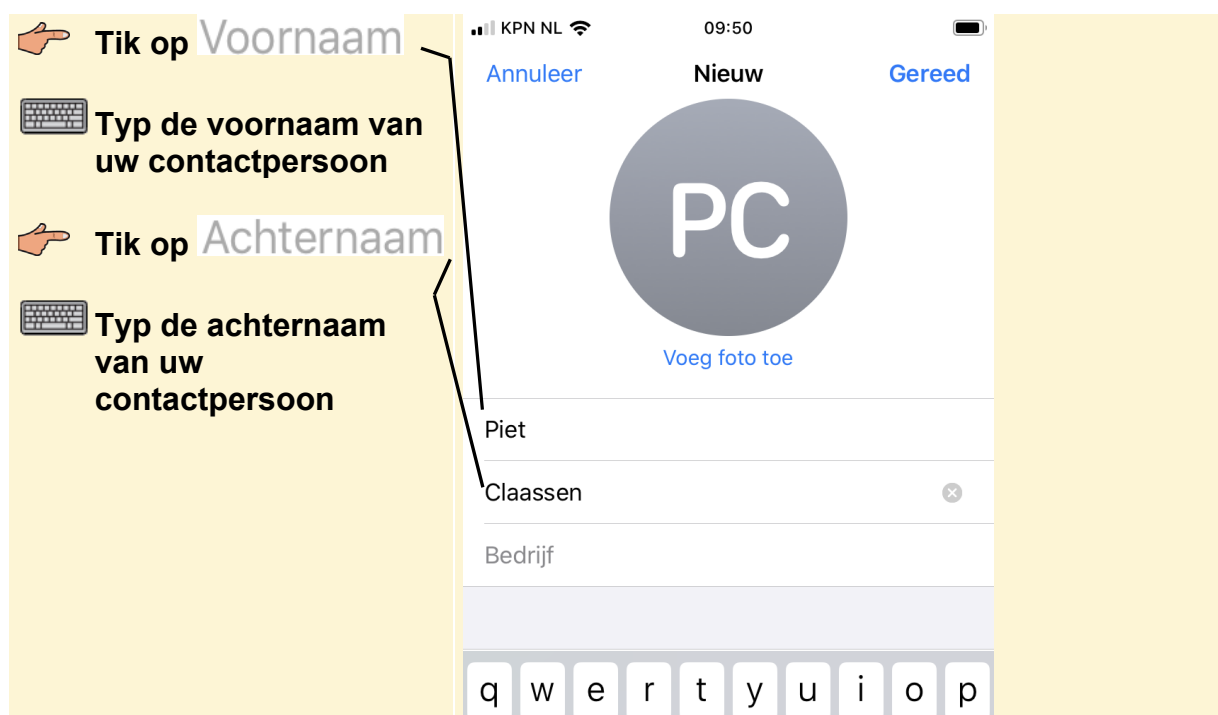 Tik op Voornaam
Typ de voornaam van
uw contactpersoon
Tik op Achternaam
Typ de achternaam
van uw
contactpersoon
KPN NL 09:50
Annuleer Nieuw Gereed
PC
Voeg foto toe
Piet
Claassen
Bedrijf
q w e r t y u i o p